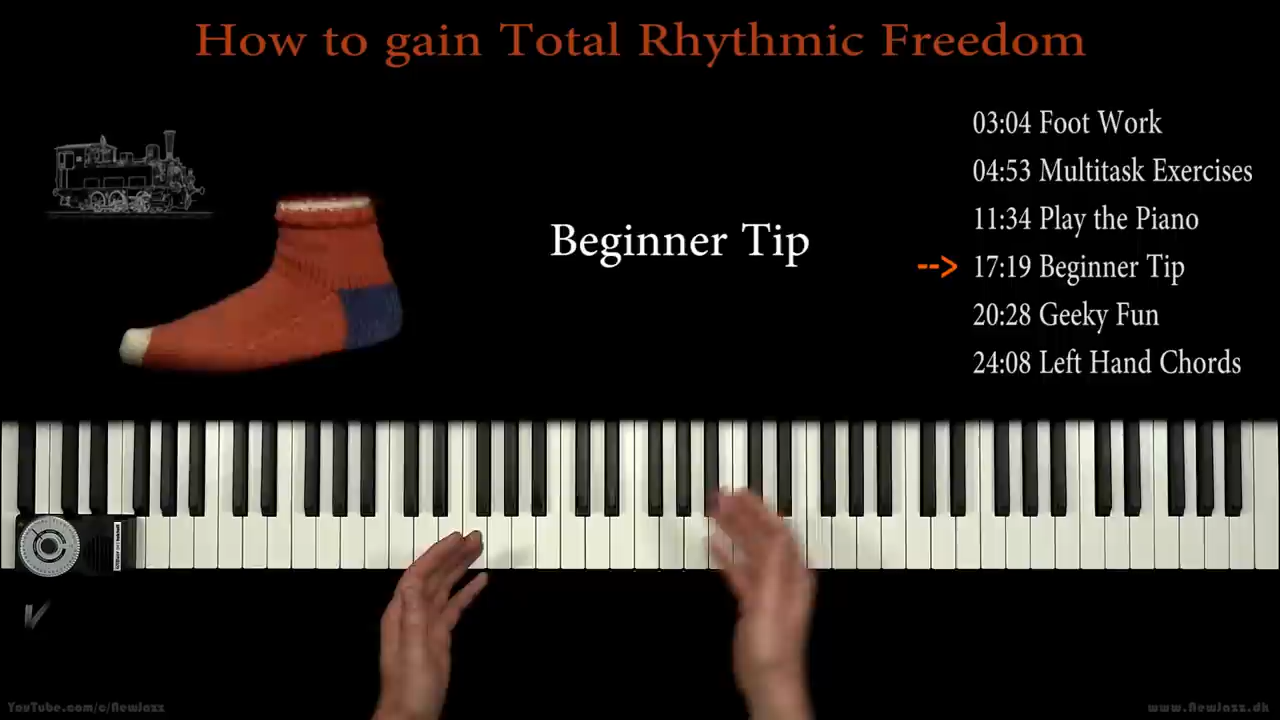 How to gain Total Rhythmic Freedom
03:04 Foot Work
04:53 Multitask Exercises
11:34 Play the Piano
Beginner Tip
--> 17:19 Beginner Tip
20:28 Geeky Fun
24:08 Left Hand Chords
YouTube.com/c/NewJazz
www.NewJazz.dk